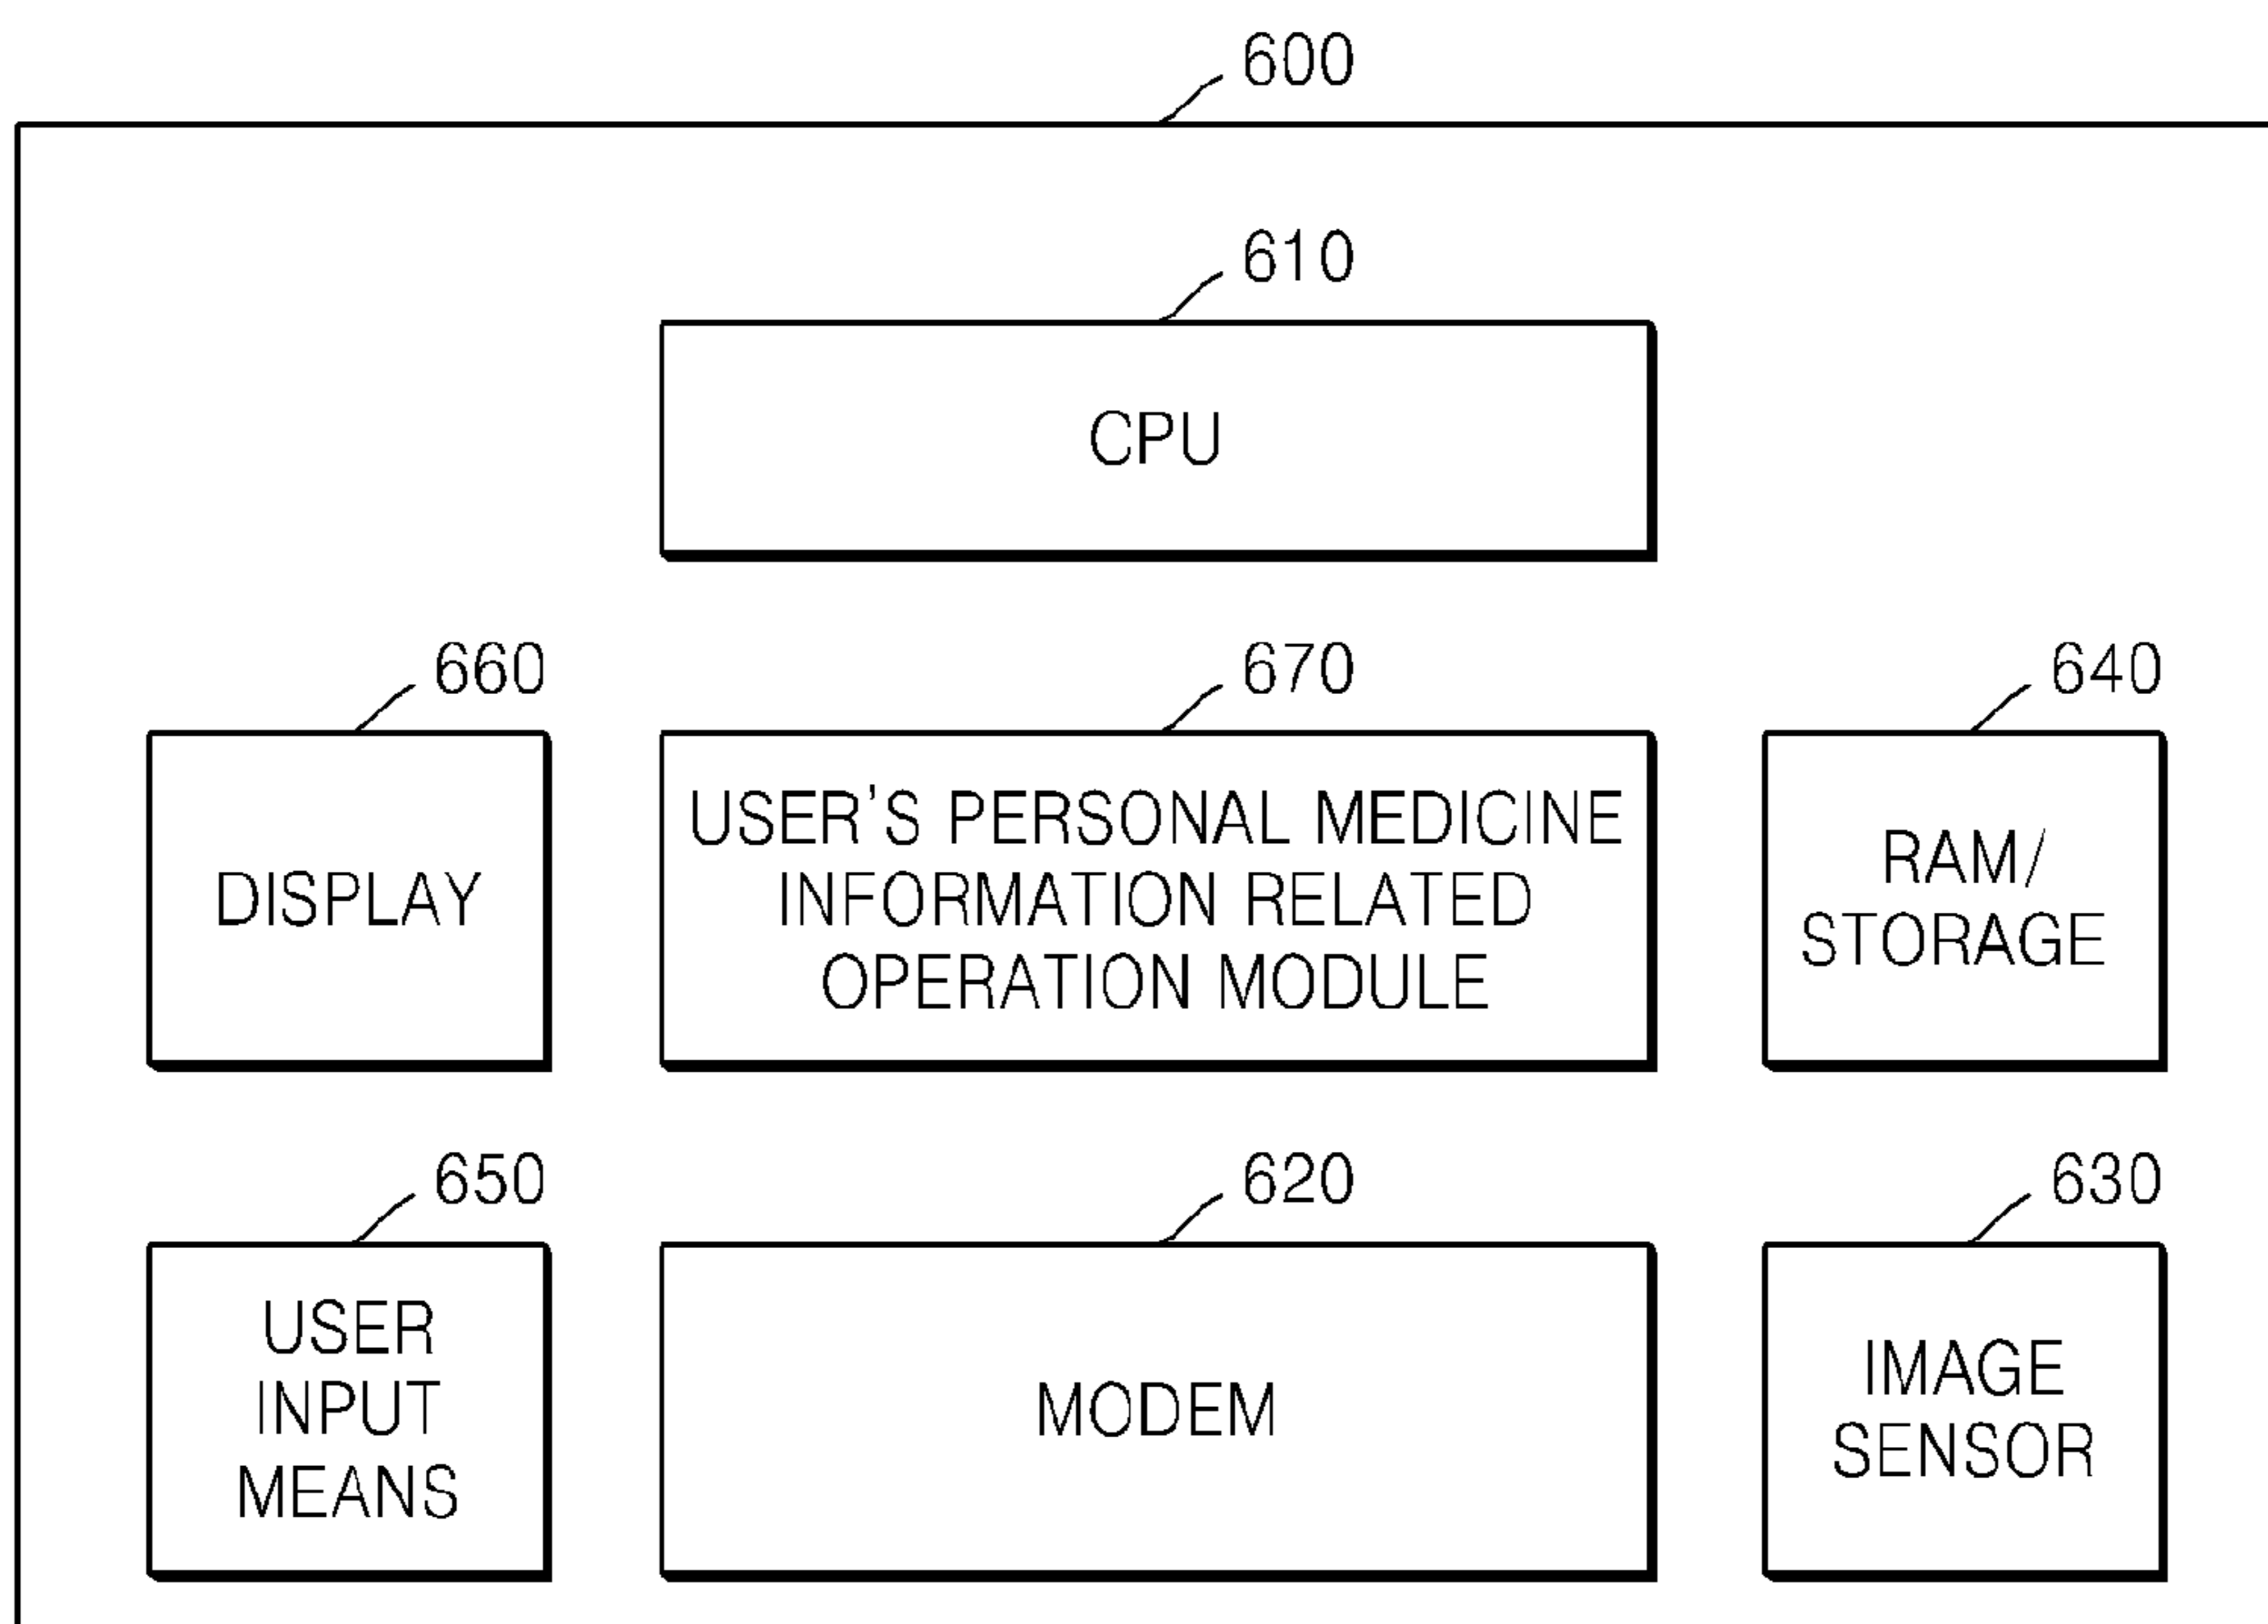 600
610
CPU
660
670
640
DISPLAY
USER'S PERSONAL MEDICINE
INFORMATION RELATED
OPERATION MODULE
RAM/
STORAGE
650
620
630
USER
INPUT
MEANS
MODEM
IMAGE
SENSOR